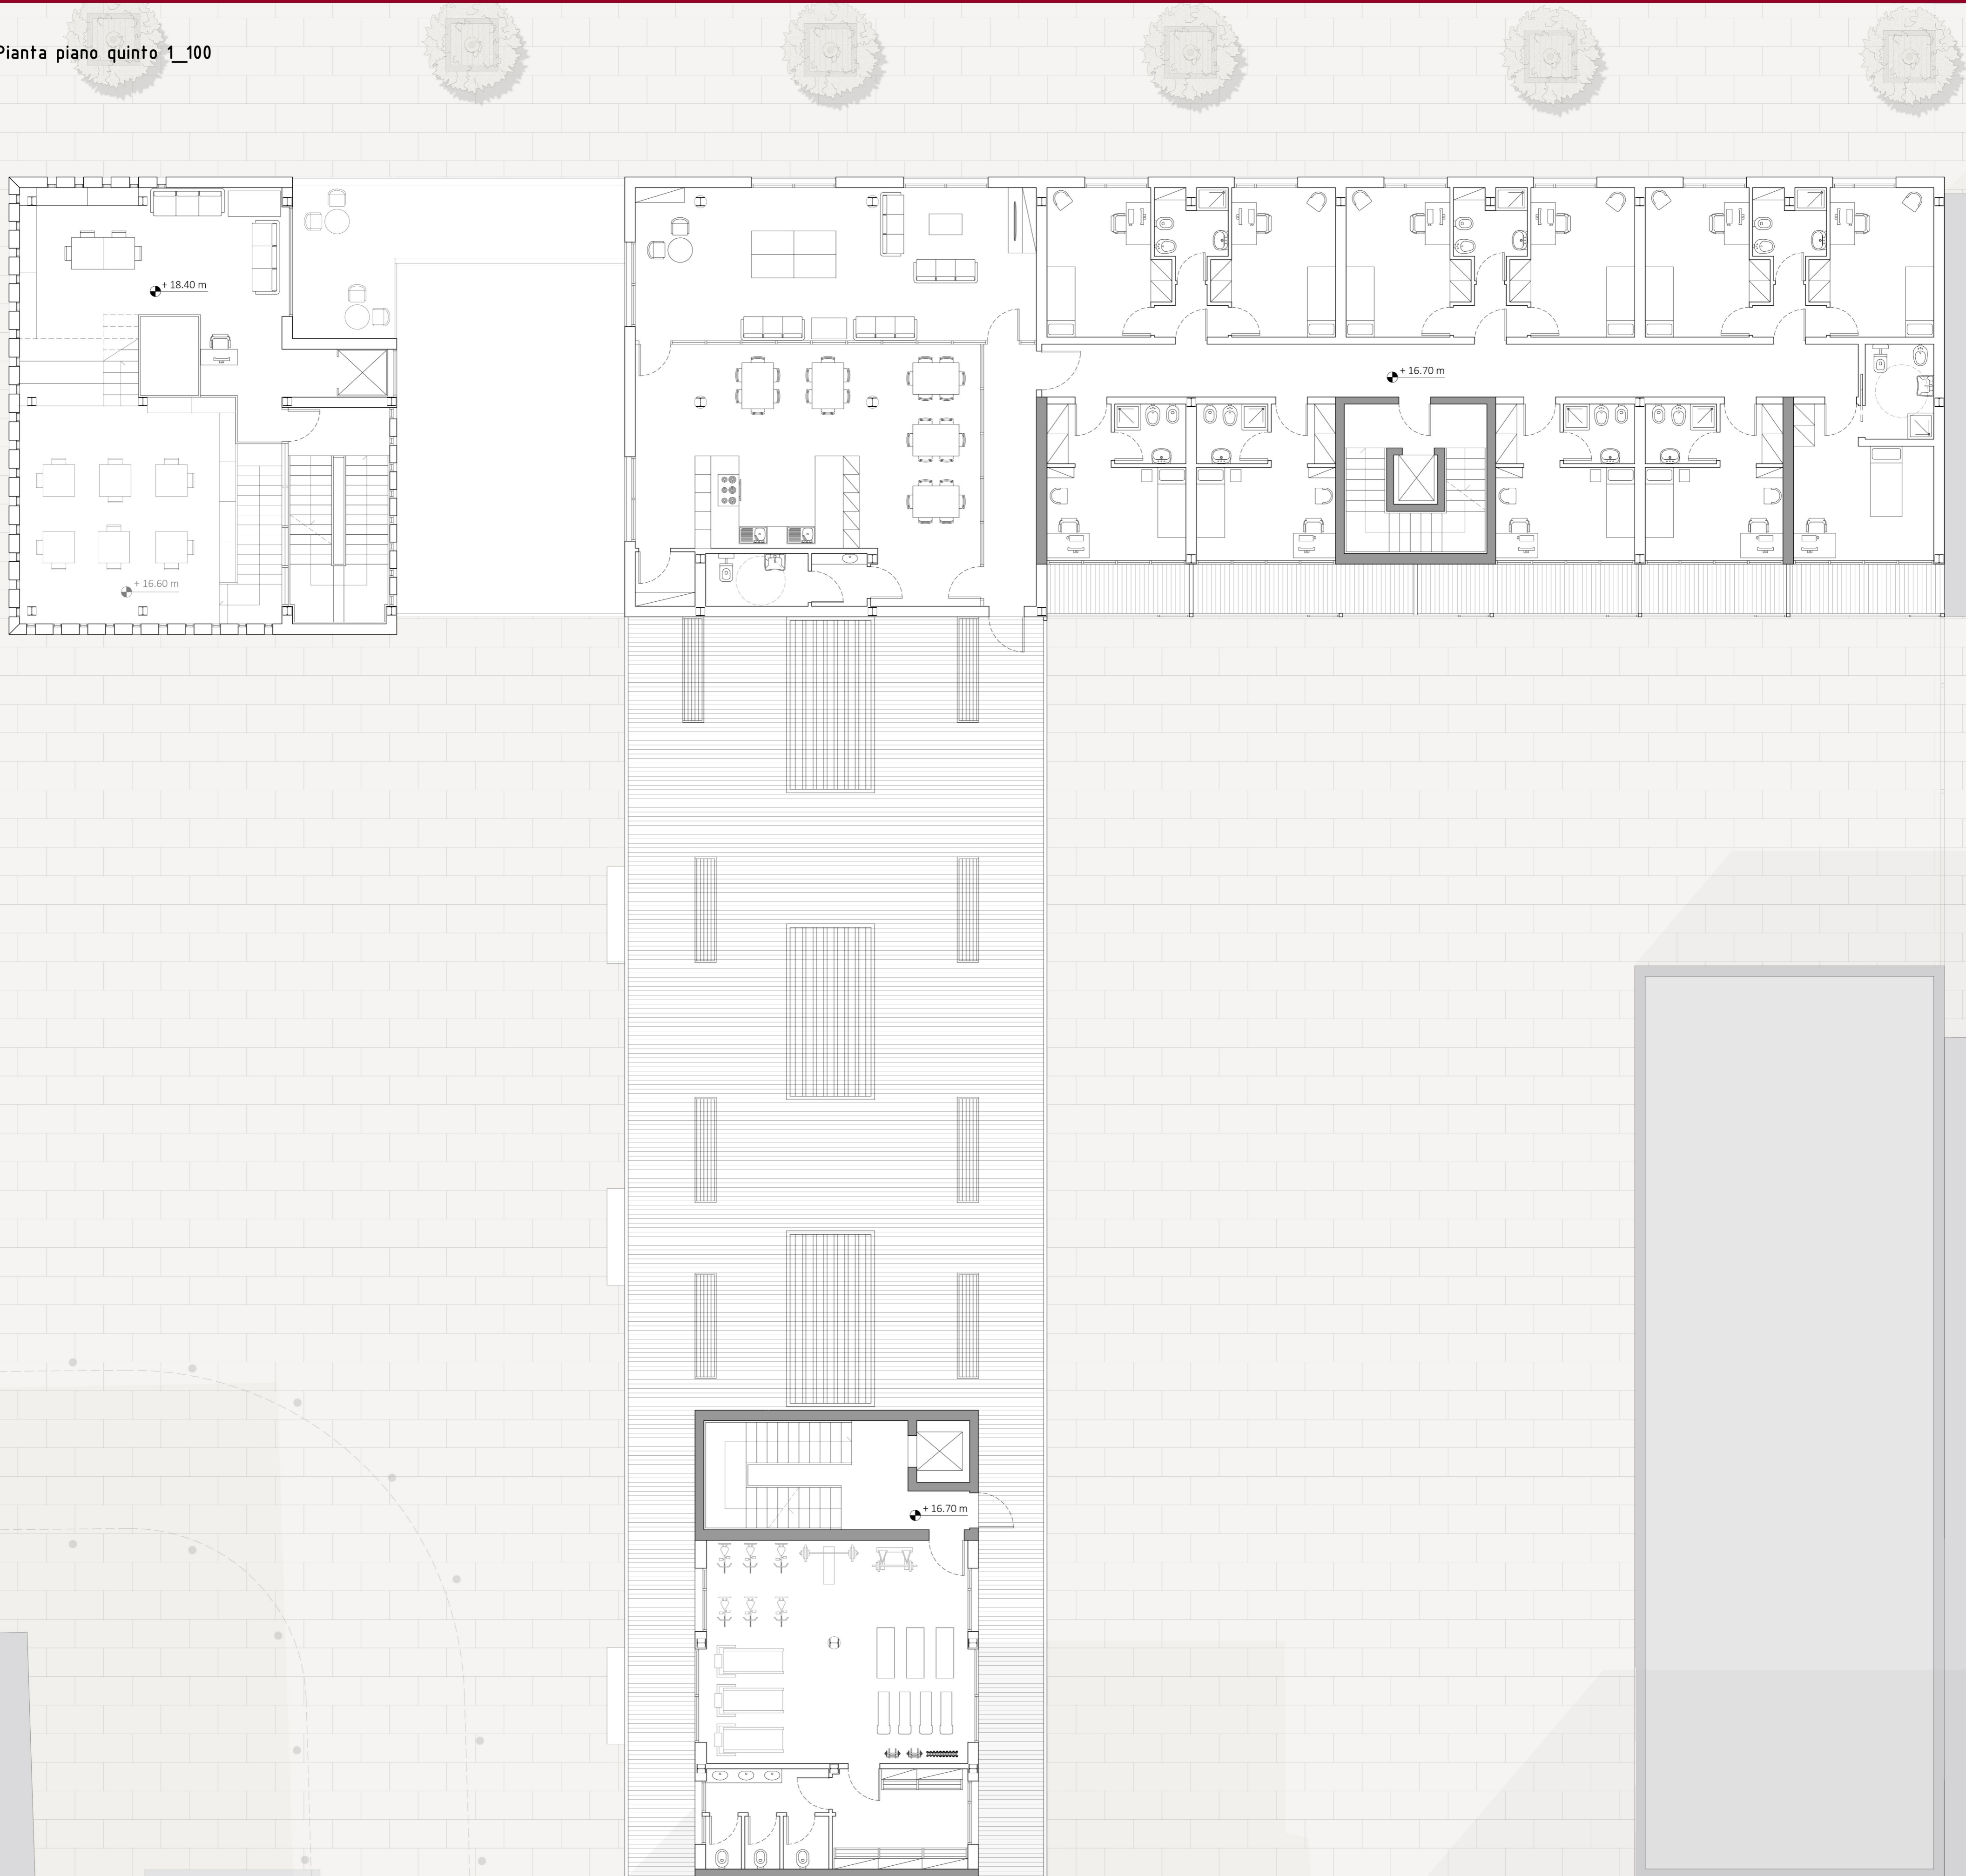 Pianta piano quinto 1_100
+ 18.40 m
+ 16.70 m
+ 16.60 m
+ 16.70 m